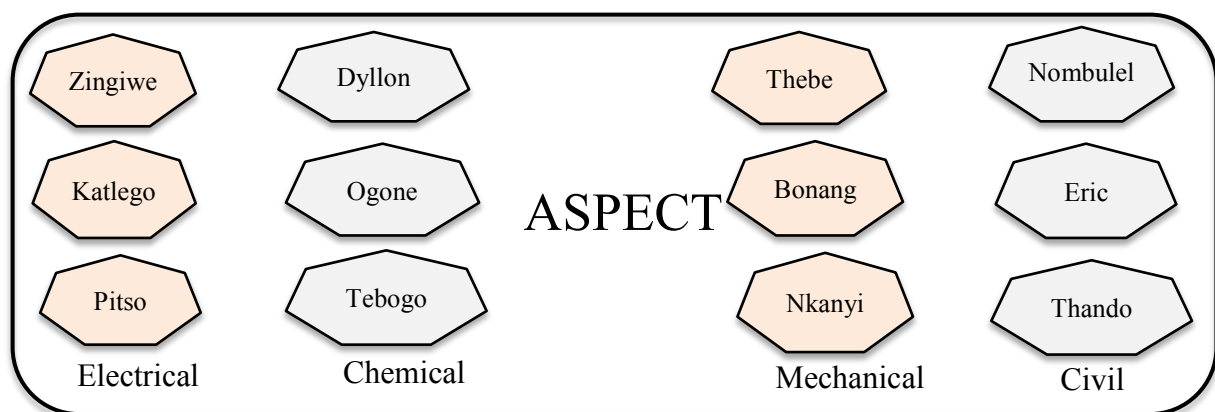 Zingiwe
Katlego
Pitso
Electrical
Dyllon
Ogone
Tebogo
Chemical
ASPECT
Thebe
Bonang
Nkanyi
Mechanical
Nombulel
Eric
Thando
Civil